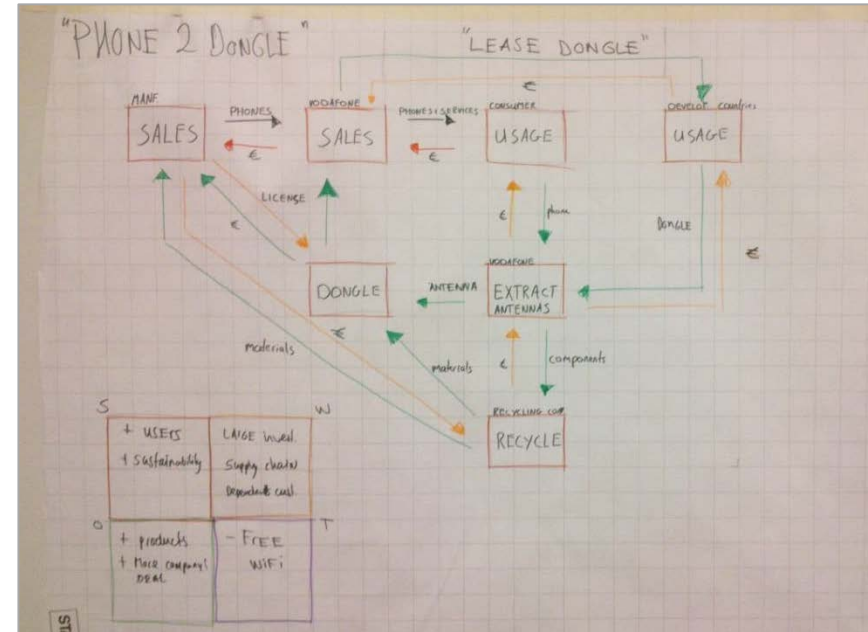 "PHONE 2 DONGLE"
"LEASE DONGLE"
€
MANF.
SALES
PHONES
€
VODAFONE
SALES
PHONES+SERVICES
€
CONSUMER
USAGE
USAGE
LICENSE
€
€
phone
DONGLE
€
DONGLE
ANTENNA
VODAFONE
EXTRACT
ANTENNAS
€
materials
materials
€
components
RECYCLING COM.
RECYCLE
S
W
+ USERS
+ Sustainability
LARGE invest.
Supply chain
Dependent cust.
O
T
+ products
+ More company!
DEAL
- FREE
WiFi
ST